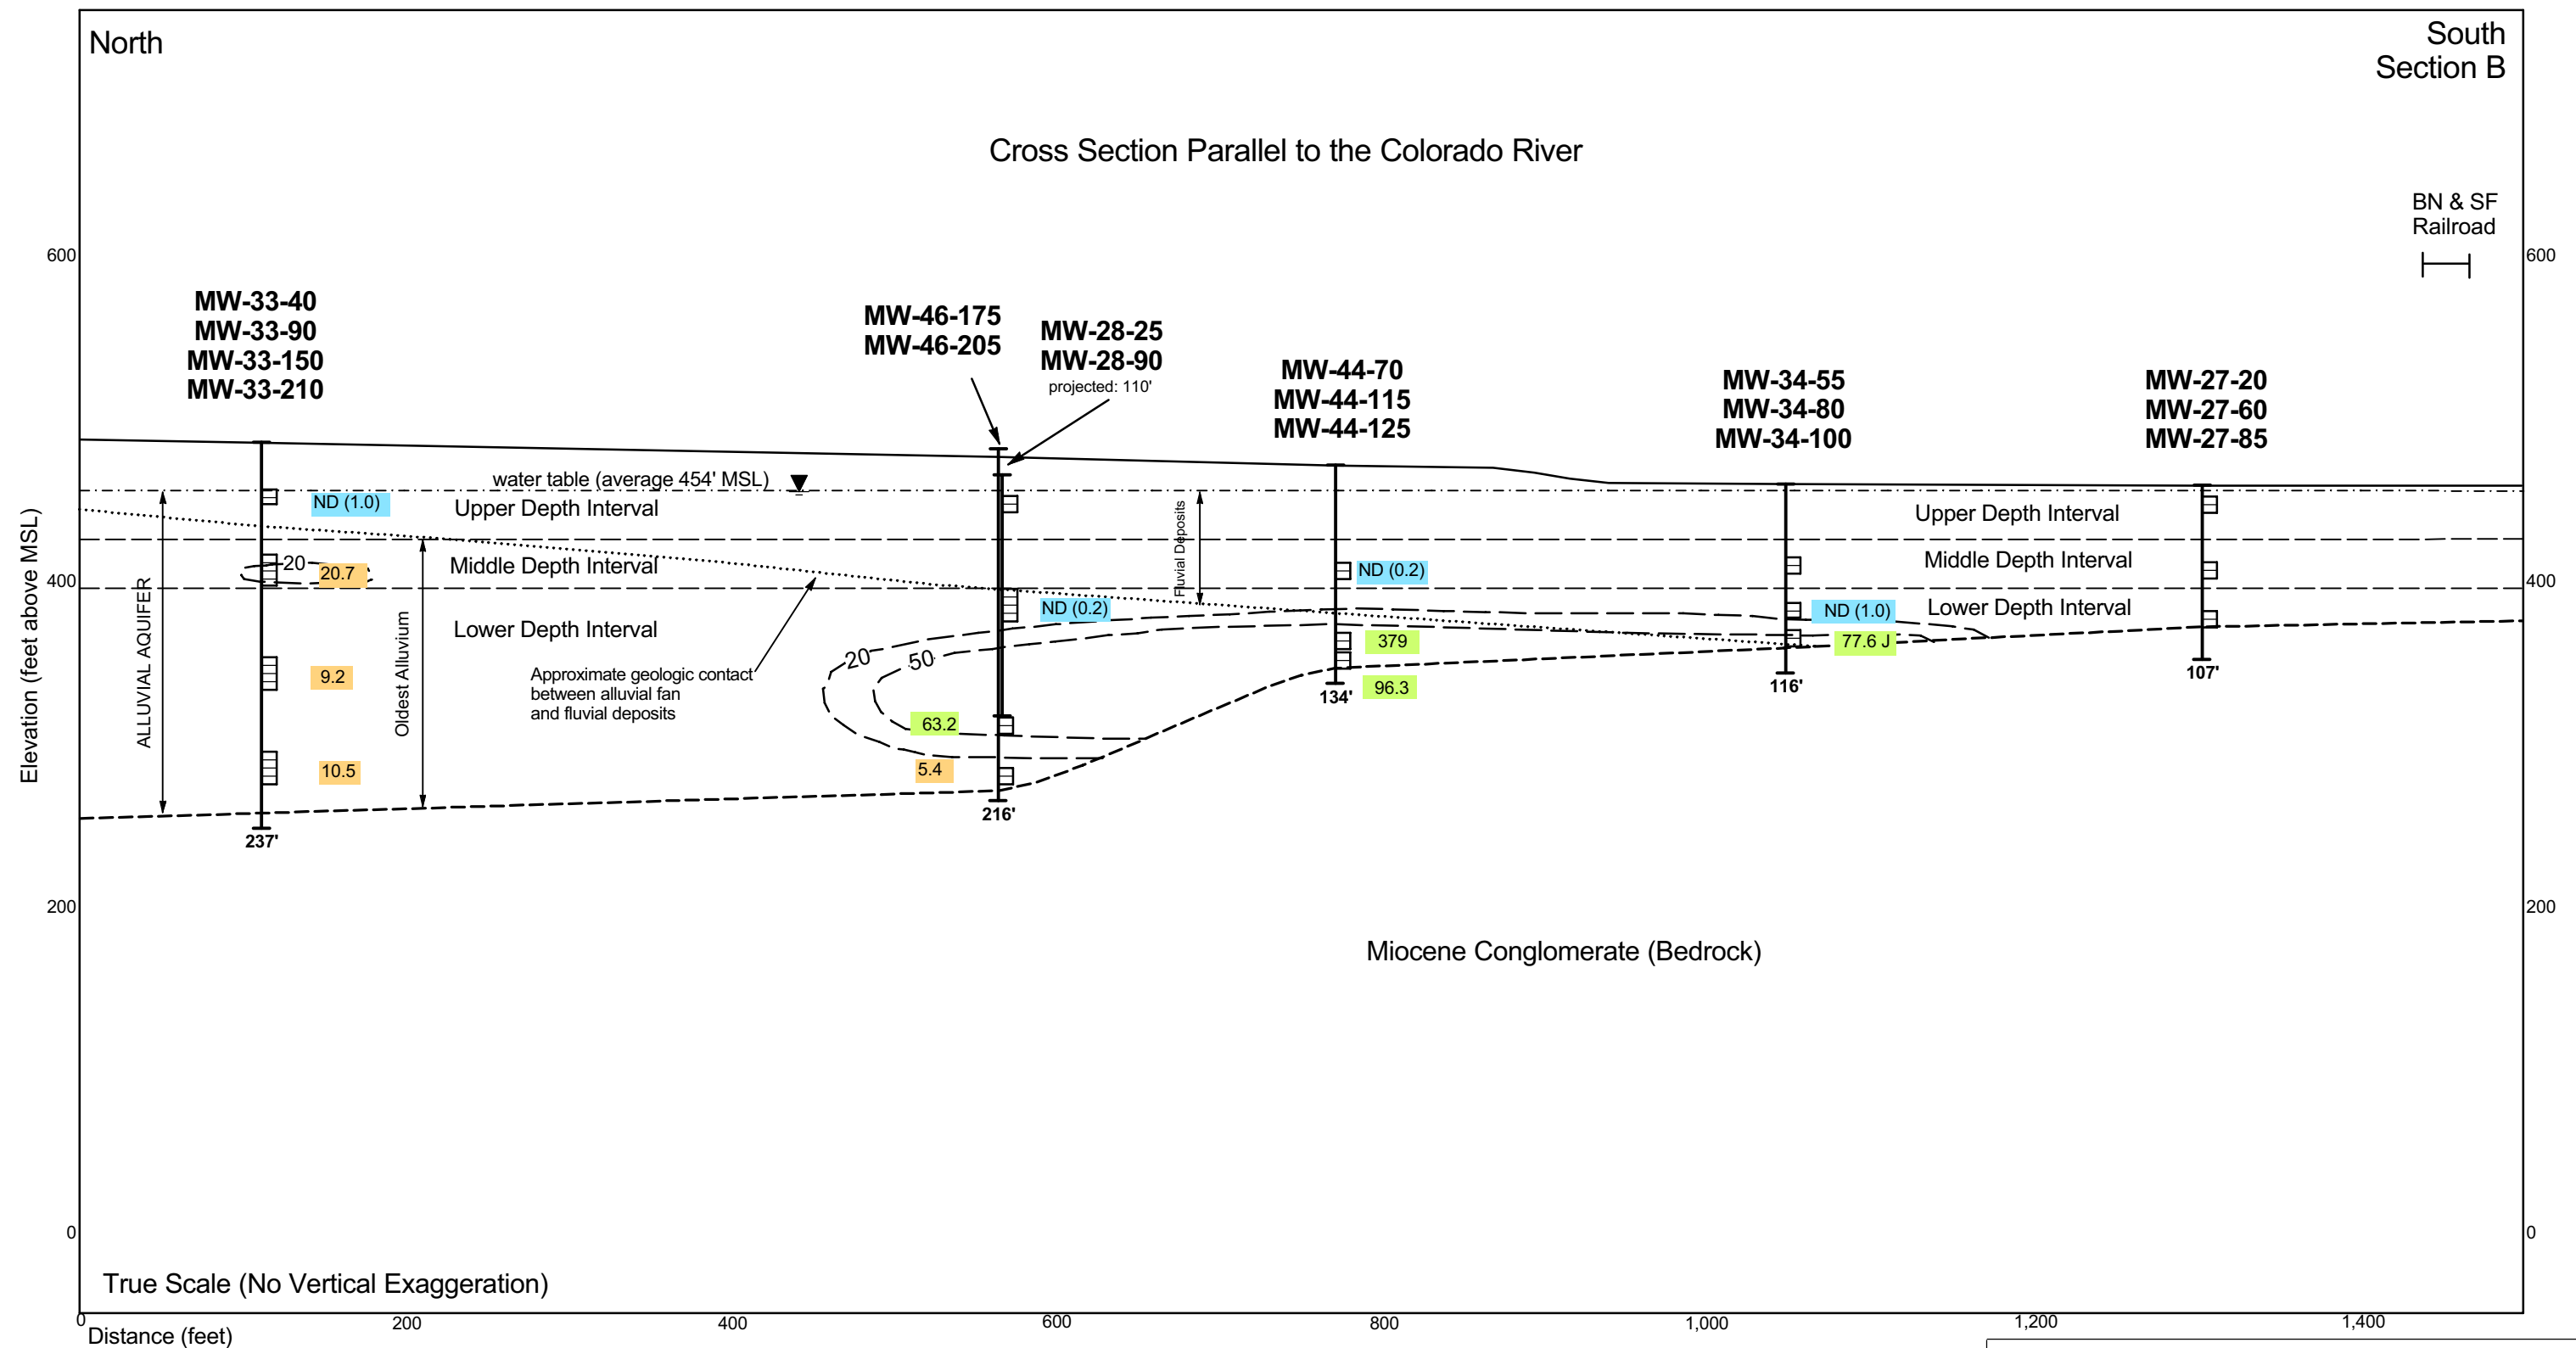 North
South
Section B
Cross Section Parallel to the Colorado River
BN & SF
Railroad
600
600
MW-33-40
MW-33-90
MW-33-150
MW-33-210
MW-46-175
MW-46-205
MW-28-25
MW-28-90
projected: 110'
MW-44-70
MW-44-115
MW-44-125
MW-34-55
MW-34-80
MW-34-100
MW-27-20
MW-27-60
MW-27-85
water table (average 454' MSL)
ND (1.0)
Upper Depth Interval
Upper Depth Interval
Fluvial Deposits
Elevation (feet above MSL)
ALLUVIAL AQUIFER
Oldest Alluvium
20
20.7
Middle Depth Interval
ND (0.2)
Middle Depth Interval
400
400
ND (0.2)
ND (1.0)
Lower Depth Interval
Lower Depth Interval
379
77.6 J
20
50
9.2
Approximate geologic contact
between alluvial fan
and fluvial deposits
96.3
134'
116'
107'
63.2
10.5
5.4
216'
237'
200
200
Miocene Conglomerate (Bedrock)
0
0
True Scale (No Vertical Exaggeration)
0
200
400
600
800
1,000
1,200
1,400
Distance (feet)